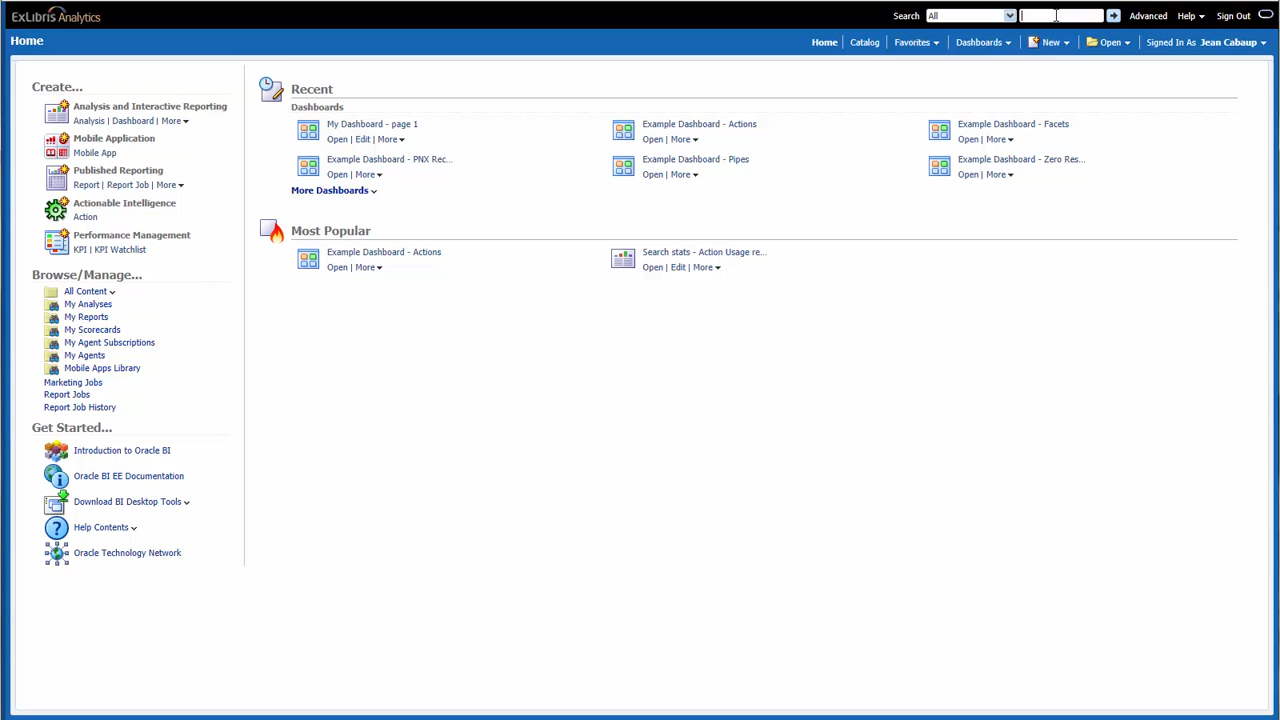 ExLibris Analytics Search All Advanced Help Sign Out
Home Home Catalog Favorites Dashboards New Open Signed In As Jean Cabaup
Create...
Analysis and Interactive Reporting
Analysis | Dashboard | More
Mobile Application
Mobile App
Published Reporting
Report | Report Job | More
Actionable Intelligence
Action
Performance Management
KPI | KPI Watchlist
Browse/Manage...
All Content
My Analyses
My Reports
My Scorecards
My Agent Subscriptions
My Agents
Mobile Apps Library
Marketing Jobs
Report Jobs
Report Job History
Get Started...
Introduction to Oracle BI
Oracle BI EE Documentation
Download BI Desktop Tools
Help Contents
Oracle Technology Network
Recent
Dashboards
My Dashboard - page 1 Example Dashboard - Actions Example Dashboard - Facets
Open | Edit | More Open | More Open | More
Example Dashboard - PNX Rec... Example Dashboard - Pipes Example Dashboard - Zero Res...
Open | More Open | More Open | More
More Dashboards
Most Popular
Example Dashboard - Actions Search stats - Action Usage re...
Open | More Open | Edit | More